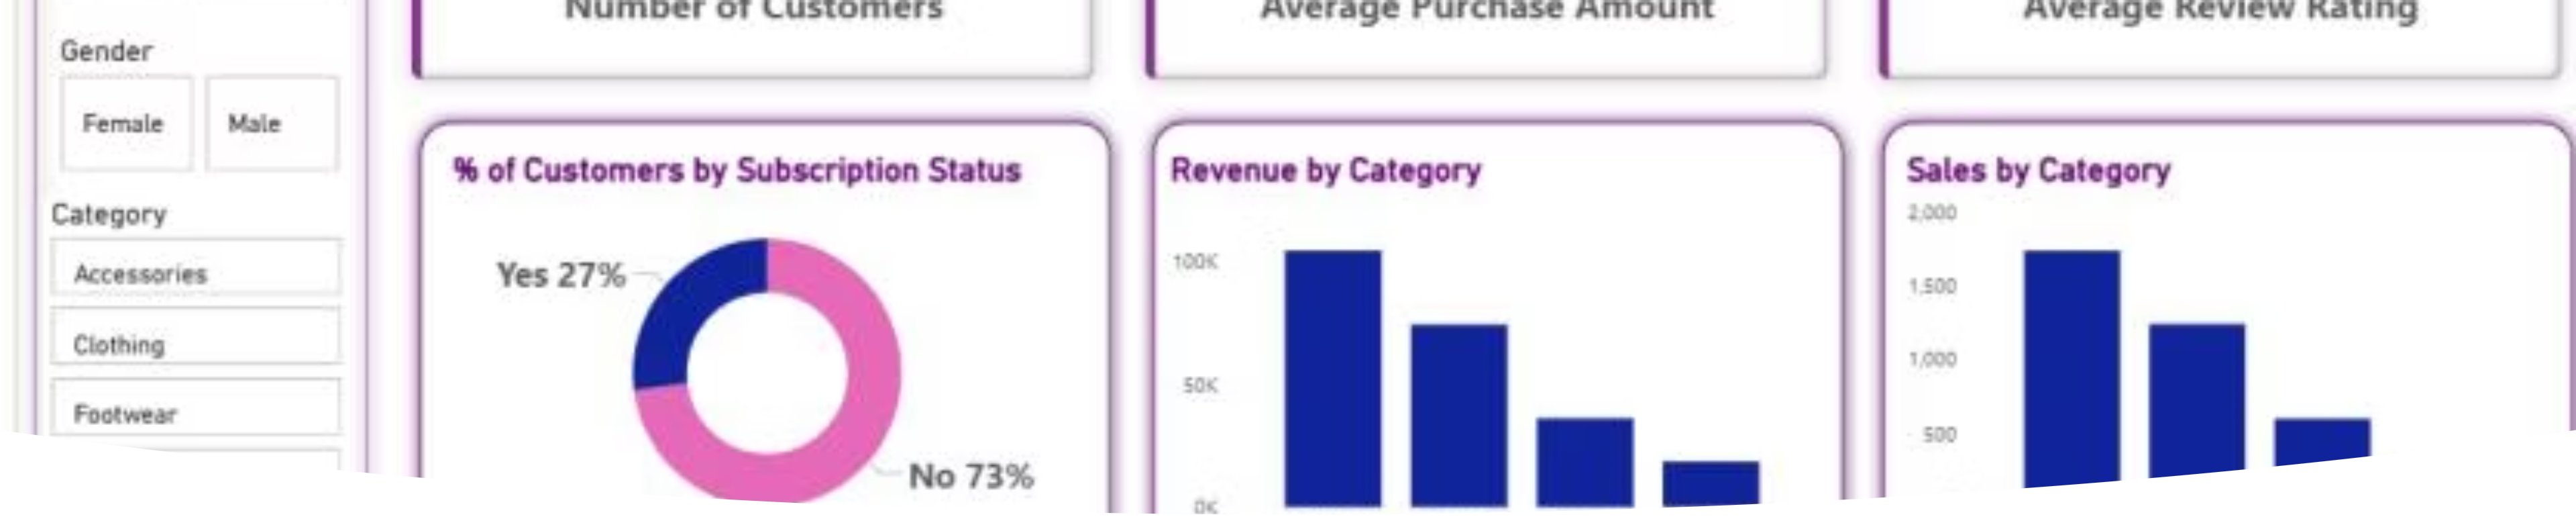 Number of Customers
Average Purchase Amount
Average Review Rating
Gender
Female
Male
Category
Accessories
Clothing
Footwear
% of Customers by Subscription Status
Yes 27%
No 73%
Revenue by Category
100K
50K
0K
Sales by Category
2,000
1,500
1,000
500